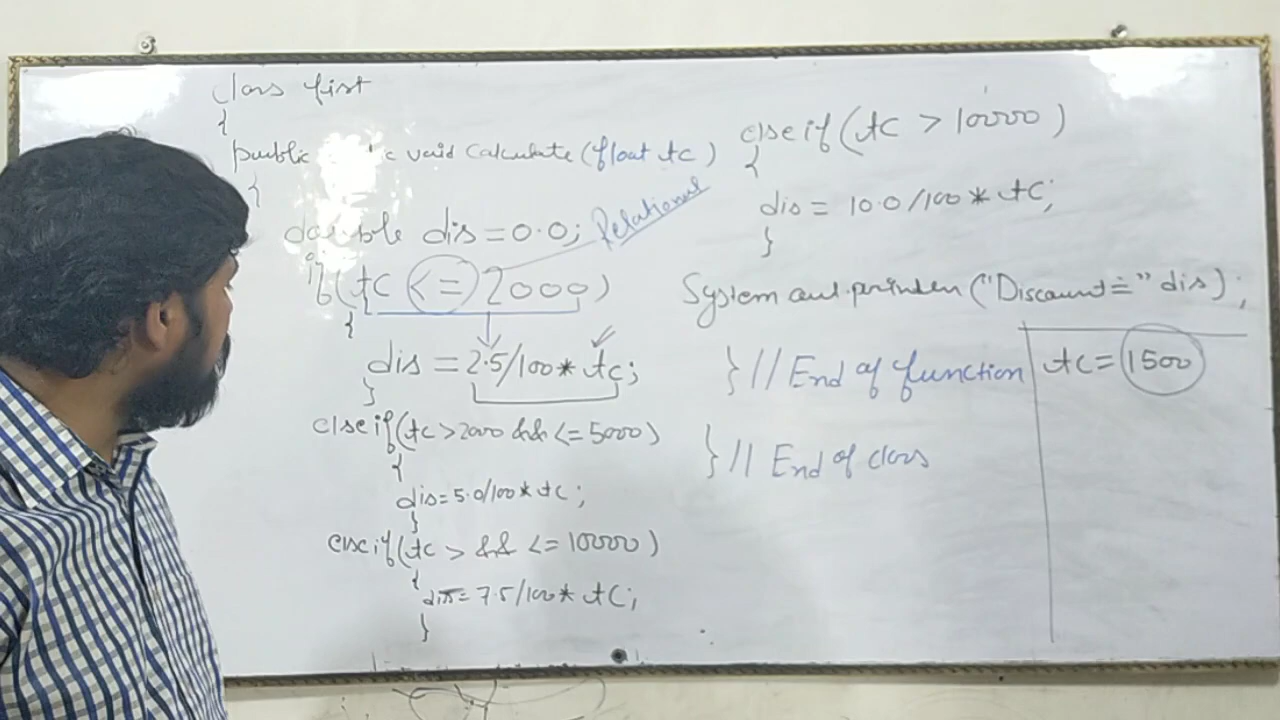 class first
{
public c void calculate (float tc)
{
double dis = 0.0;
Relational
if (tc <= 2000)
{
dis = 2.5/100 * tc;
}
else if (tc > 2000 && <= 5000)
{
dis = 5.0/100 * tc;
}
else if (tc > && <= 10000)
{
dis = 7.5/100 * tc;
}
else if (tc > 10000)
{
dis = 10.0/100 * tc;
}
System out.println ("Discount =" dis);
} // End of function
} // End of class
tc = 1500